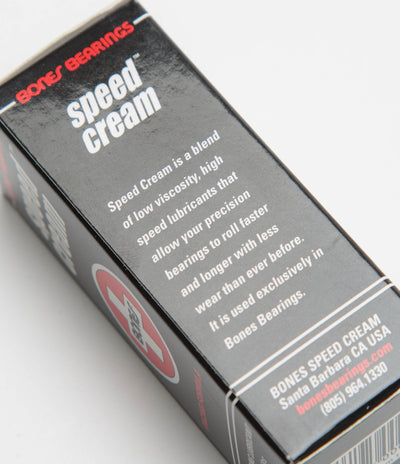 BONES BEARINGS
speed™
cream
Speed Cream is a blend
of low viscosity, high
speed lubricants that
allow your precision
bearings to roll faster
and longer with less
wear than ever before.
It is used exclusively in
Bones Bearings.
BONES SPEED CREAM
Santa Barbara CA USA
bonesbearings.com
(805) 964.1330
BONES